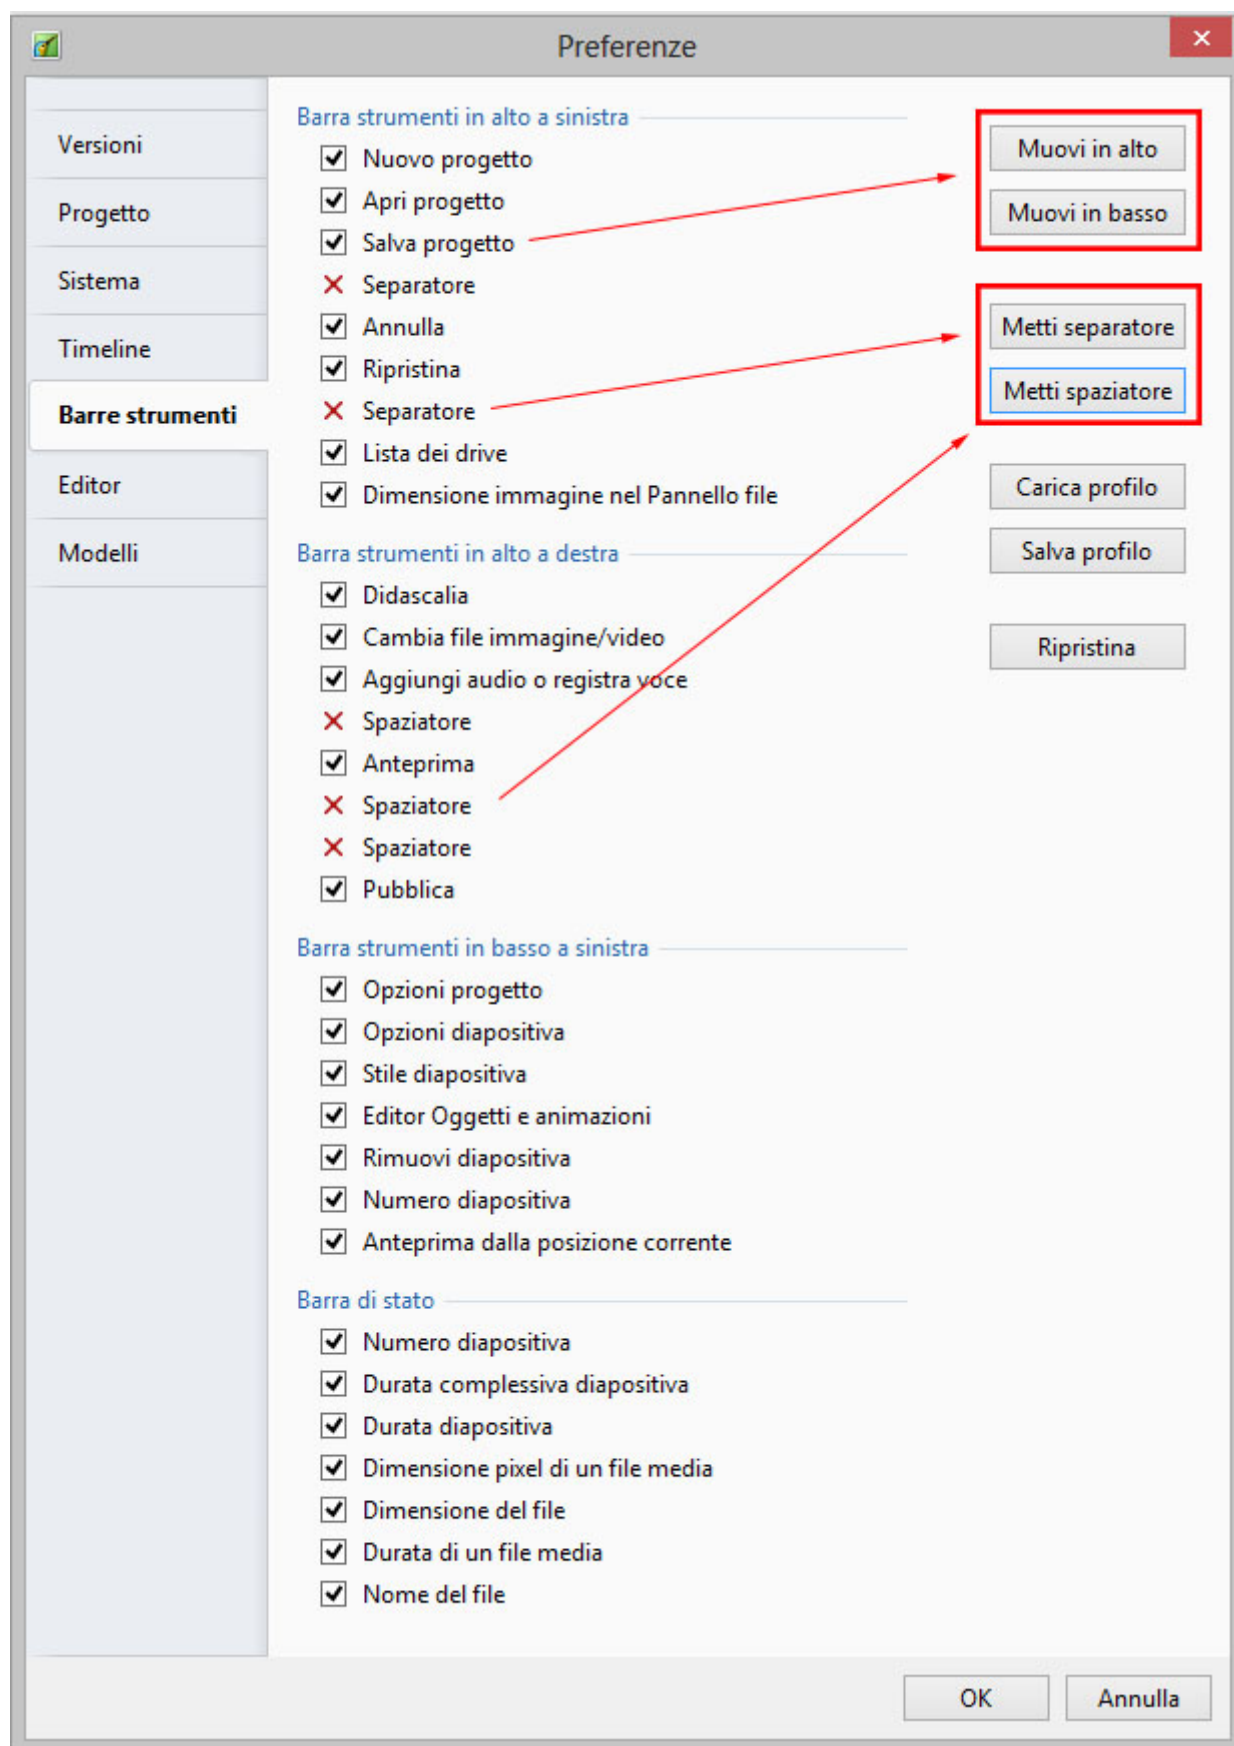 Preferenze
Versioni
Progetto
Sistema
Timeline
Barre strumenti
Editor
Modelli
Barra strumenti in alto a sinistra
Nuovo progetto
Apri progetto
Salva progetto
Separatore
Annulla
Ripristina
Separatore
Lista dei drive
Dimensione immagine nel Pannello file
Barra strumenti in alto a destra
Didascalia
Cambia file immagine/video
Aggiungi audio o registra voce
Spaziatore
Anteprima
Spaziatore
Spaziatore
Pubblica
Barra strumenti in basso a sinistra
Opzioni progetto
Opzioni diapositiva
Stile diapositiva
Editor Oggetti e animazioni
Rimuovi diapositiva
Numero diapositiva
Anteprima dalla posizione corrente
Barra di stato
Numero diapositiva
Durata complessiva diapositiva
Durata diapositiva
Dimensione pixel di un file media
Dimensione del file
Durata di un file media
Nome del file
Muovi in alto
Muovi in basso
Metti separatore
Metti spaziatore
Carica profilo
Salva profilo
Ripristina
OK
Annulla